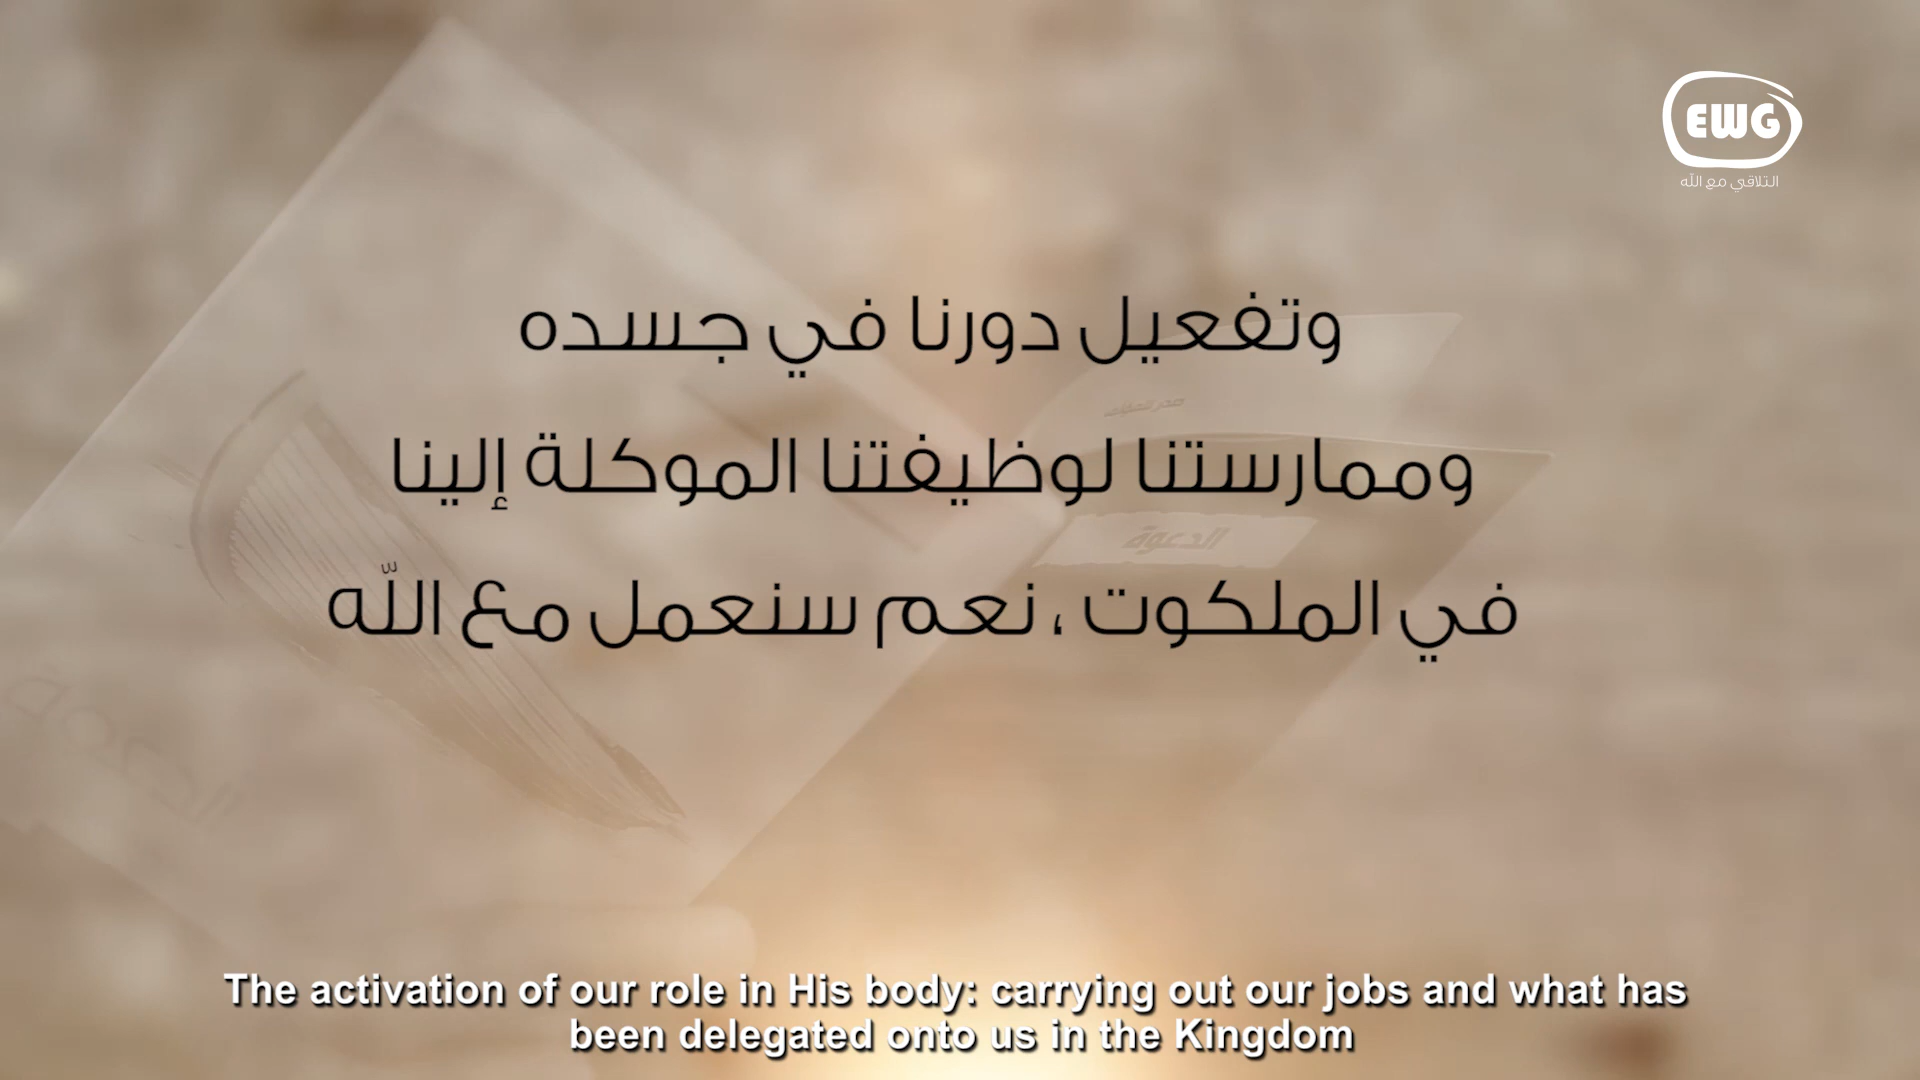 EWG
التلاقي مع الله
وتفعيل دورنا في جسده
وممارستنا لوظيفتنا الموكلة إلينا
في الملكوت ، نعم سنعمل مع اللّه
الدعوة
The activation of our role in His body: carrying out our jobs and what has
been delegated onto us in the Kingdom